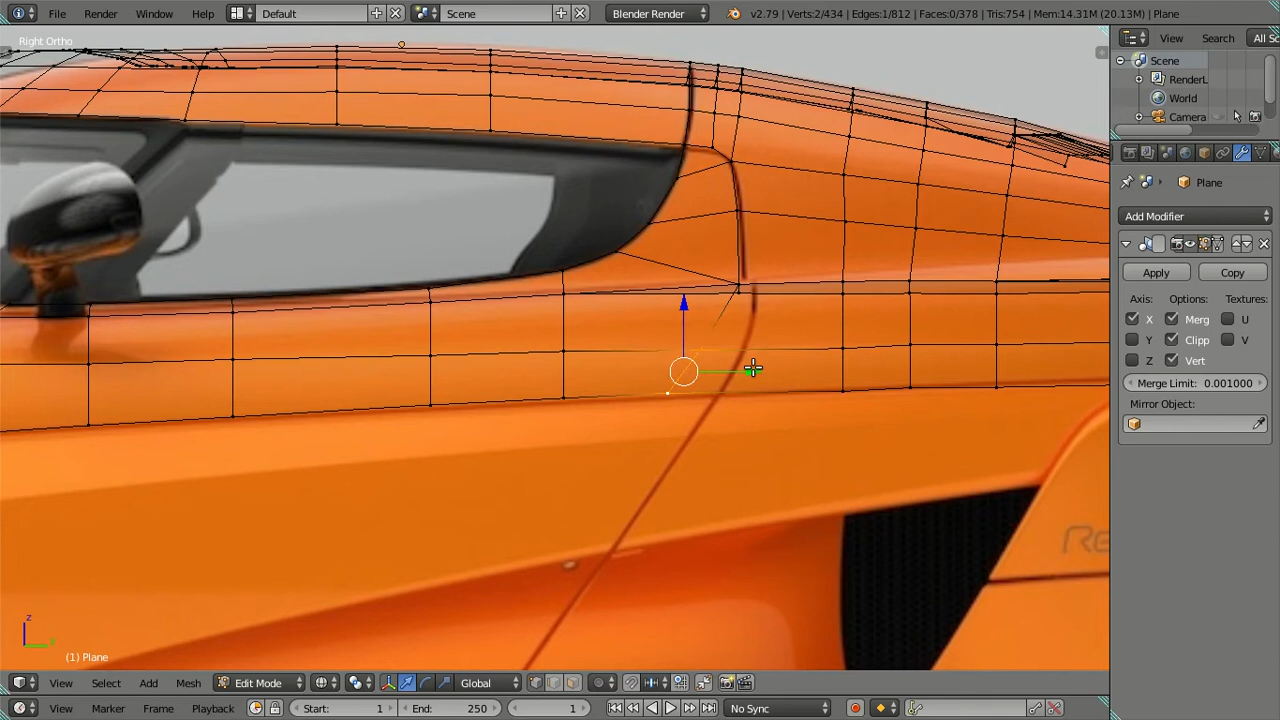 File Render Window Help Default Scene Blender Render v2.79 | Verts:2/434 | Edges:1/812 | Faces:0/378 | Tris:754 | Mem:14.31M (20.13M) | Plane
Right Ortho
View Search All Sc
Scene
RenderL
World
Camera
Plane
Add Modifier
Apply Copy
Axis: Options: Textures:
X Merg U
Y Clipp V
Z Vert
Merge Limit: 0.001000
Mirror Object:
Re
z
(1) Plane
View Select Add Mesh Edit Mode Global
View Marker Frame Playback Start: 1 End: 250 1 No Sync